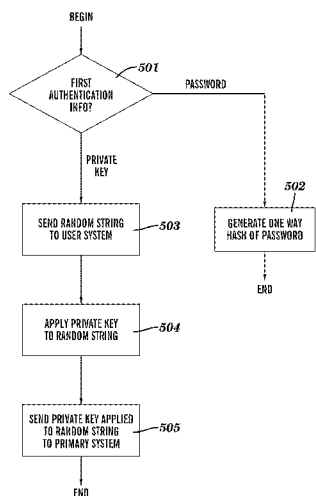 BEGIN
501
FIRST
AUTHENTICATION
INFO?
PASSWORD
PRIVATE
KEY
502
GENERATE ONE WAY
HASH OF PASSWORD
END
SEND RANDOM STRING
TO USER SYSTEM
503
APPLY PRIVATE KEY
TO RANDOM STRING
504
SEND PRIVATE KEY APPLIED
TO RANDOM STRING
TO PRIMARY SYSTEM
505
END